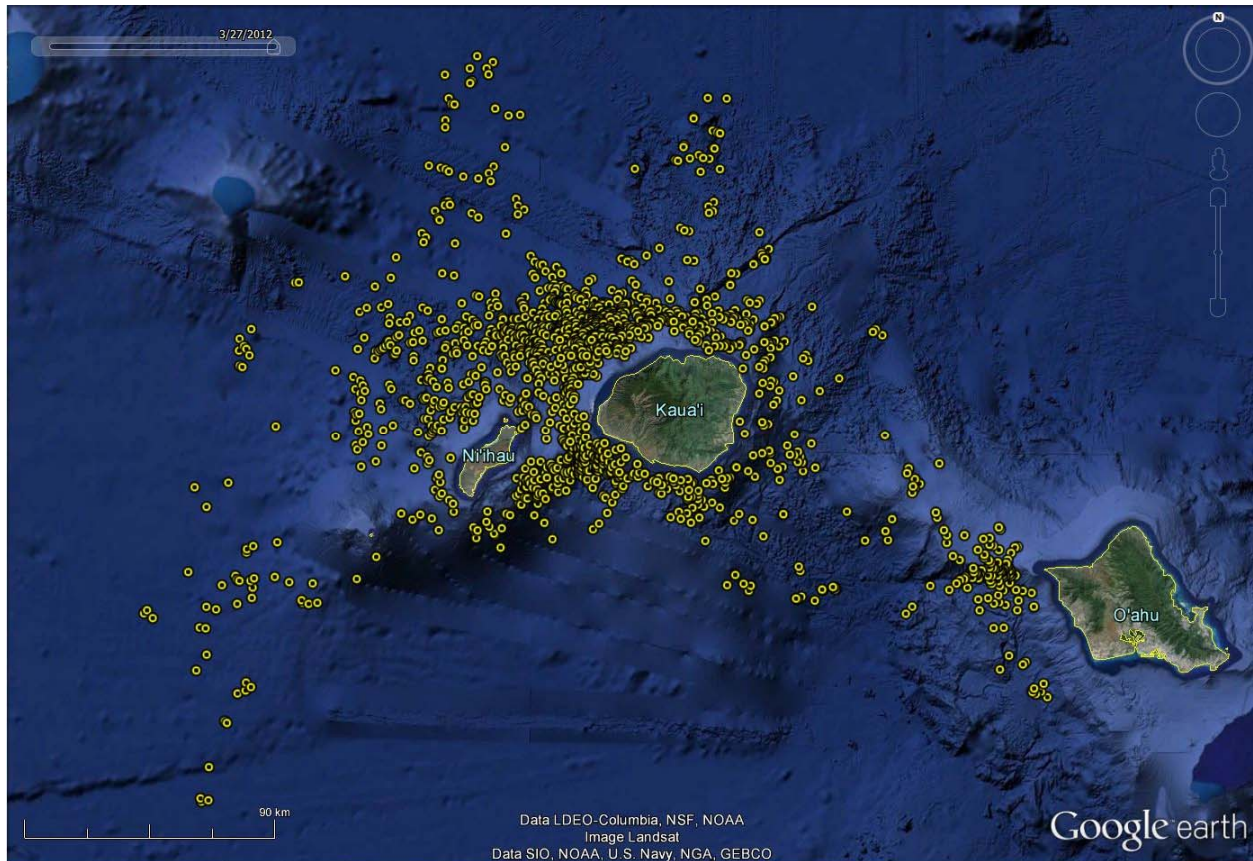 3/27/2012
N
Kaua'i
Ni'ihau
O'ahu
90 km
Data LDEO-Columbia, NSF, NOAA
Image Landsat
Data SIO, NOAA, U.S. Navy, NGA, GEBCO
Google earth